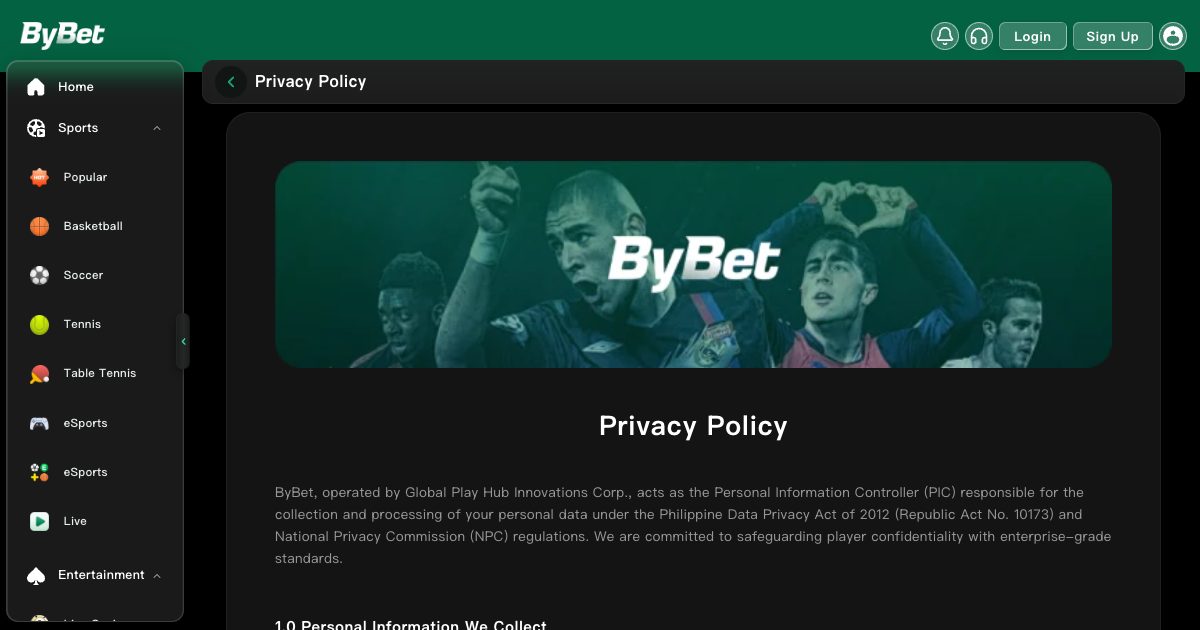 ByBet
Login
Sign Up
Home
Sports
Popular
Basketball
Soccer
Tennis
Table Tennis
eSports
eSports
Live
Entertainment
Privacy Policy
ByBet
Privacy Policy
ByBet, operated by Global Play Hub Innovations Corp., acts as the Personal Information Controller (PIC) responsible for the
collection and processing of your personal data under the Philippine Data Privacy Act of 2012 (Republic Act No. 10173) and
National Privacy Commission (NPC) regulations. We are committed to safeguarding player confidentiality with enterprise-grade
standards.
1.0 Personal Information We Collect